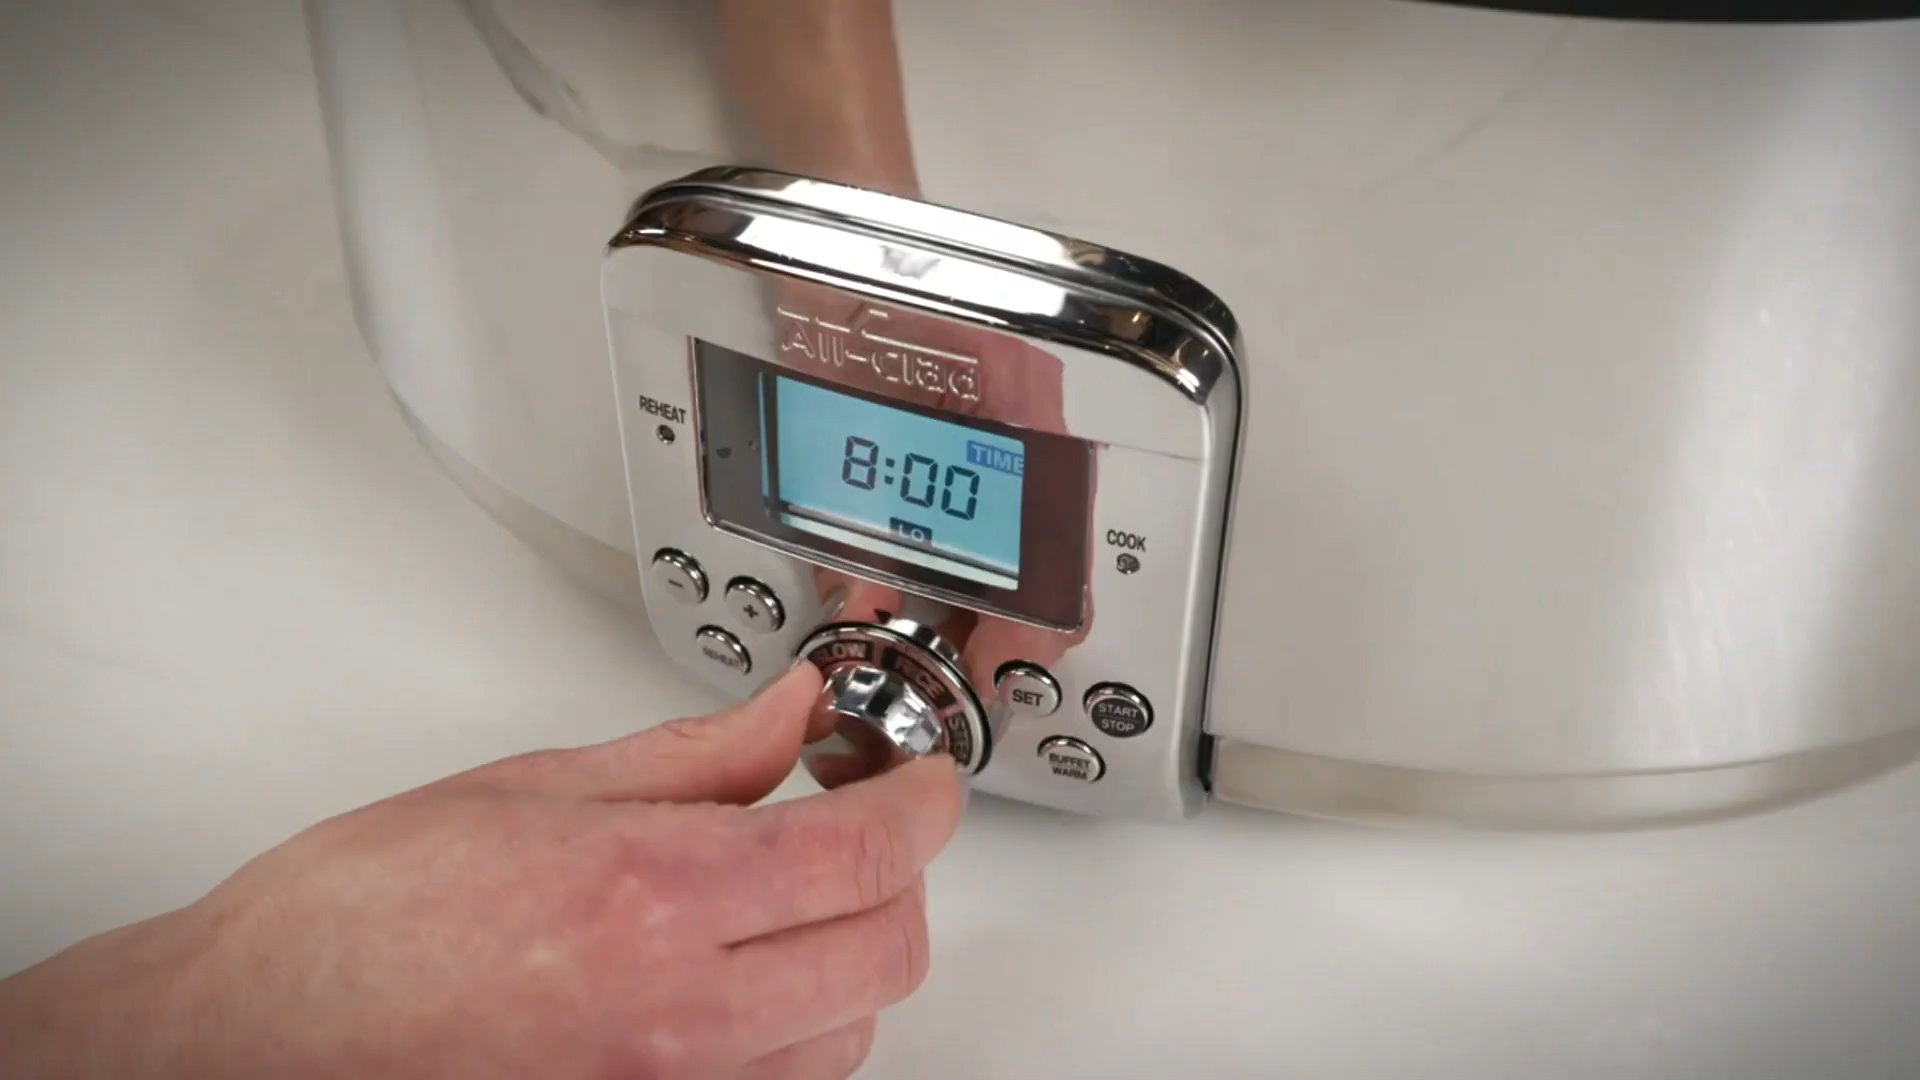 All-Clad
REHEAT
TIME
8:00
LO
COOK
-
+
REHEAT
SLOW
RICE
SET
START
STOP
BUFFET
WARM